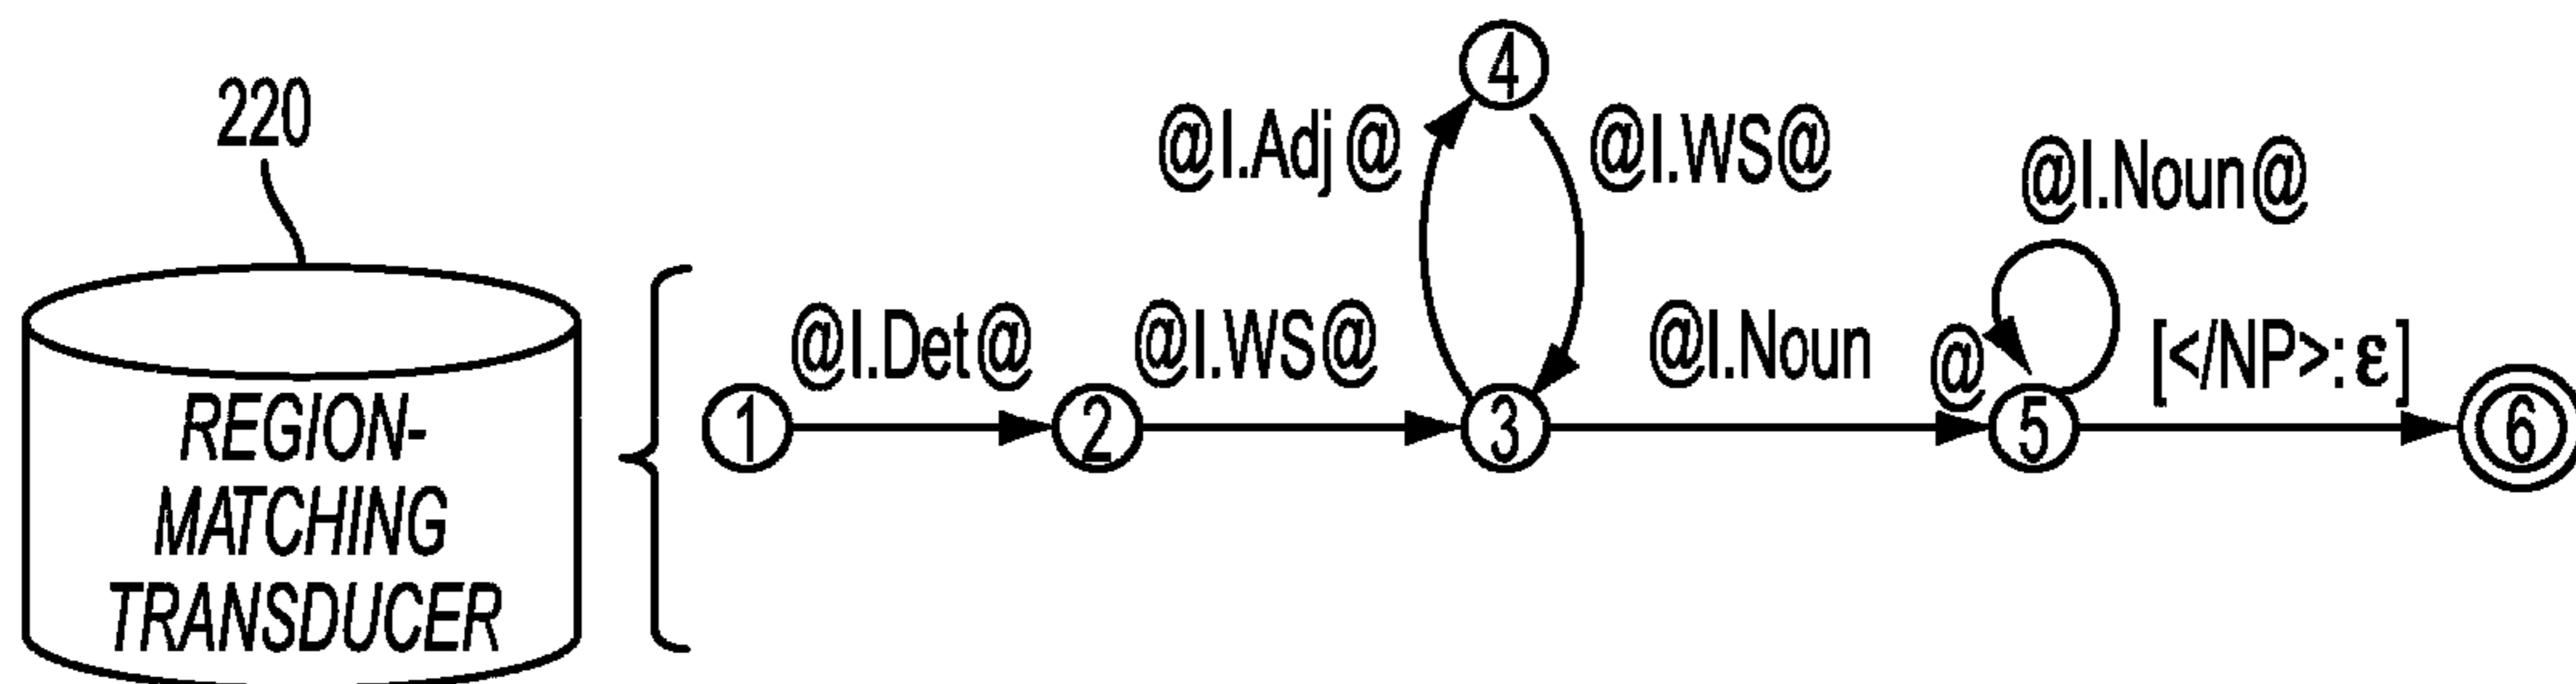 220
4
@I.Adj@ @I.WS@
@I.Noun@
@I.Det@ @I.WS@ @I.Noun @ [</NP>:ε]
1 2 3 5 6
REGION-
MATCHING
TRANSDUCER